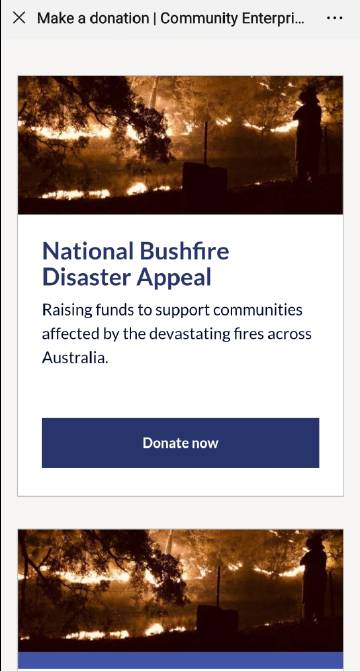 Make a donation | Community Enterpri...
National Bushfire
Disaster Appeal
Raising funds to support communities
affected by the devastating fires across
Australia.
Donate now